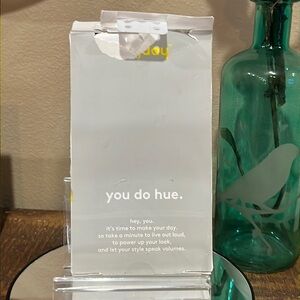 you do hue.
hey, you.
it's time to make your day.
so take a minute to live out loud,
to power up your look,
and let your style speak volumes.